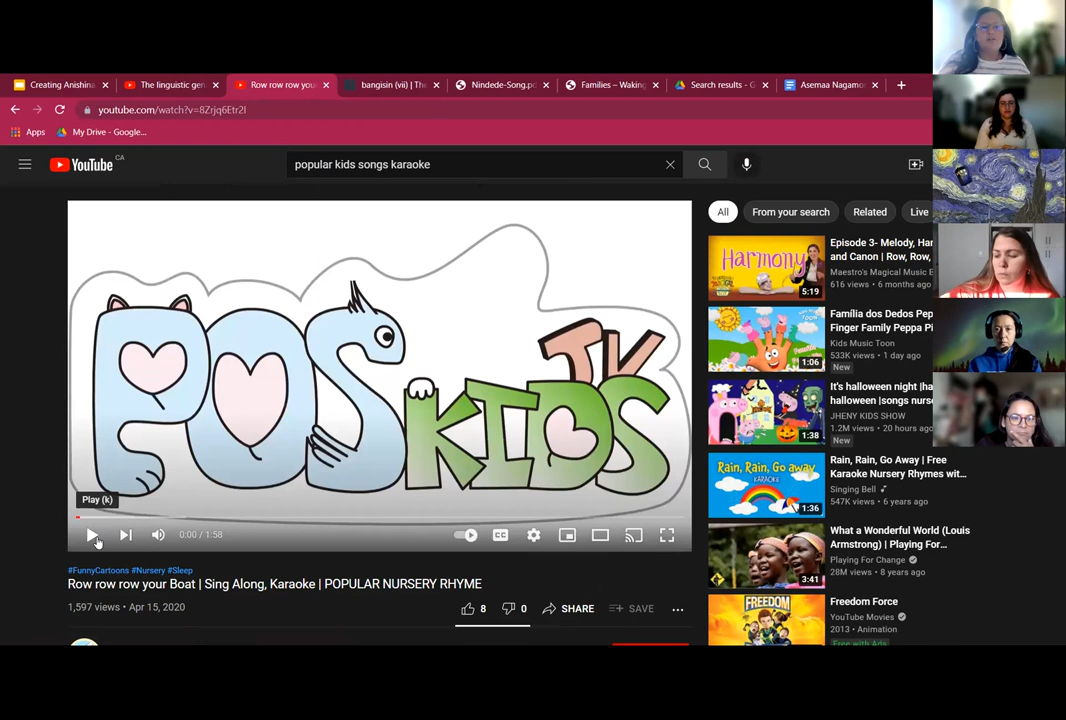 Creating Anishina
The linguistic gen
Row row row you
bangisin (vii) | The
Nindede-Song.pd
Families – Waking
Search results - G
Asemaa Nagamo
youtube.com/watch?v=8Zrjq6Etr2I
Apps
My Drive - Google...
YouTube CA
popular kids songs karaoke
POS KIDS TV
All
From your search
Related
Live
Harmony
5:19
Episode 3- Melody, Har
and Canon | Row, Row,
Maestro's Magical Music E
616 views • 6 months ago
1:06
Família dos Dedos Pep
Finger Family Peppa Pi
Kids Music Toon
533K views • 1 day ago
New
1:38
It's halloween night |ha
halloween |songs nurse
JHENY KIDS SHOW
1.2M views • 20 hours ago
New
Rain, Rain, Go away
KARAOKE
1:36
Rain, Rain, Go Away | Free
Karaoke Nursery Rhymes wit...
Singing Bell
547K views • 6 years ago
3:41
What a Wonderful World (Louis
Armstrong) | Playing For...
Playing For Change
28M views • 8 years ago
FREEDOM
Freedom Force
YouTube Movies
2013 • Animation
Free with Ads
Play (k)
0:00 / 1:58
CC
#FunnyCartoons #Nursery #Sleep
Row row row your Boat | Sing Along, Karaoke | POPULAR NURSERY RHYME
1,597 views • Apr 15, 2020
8
0
SHARE
SAVE